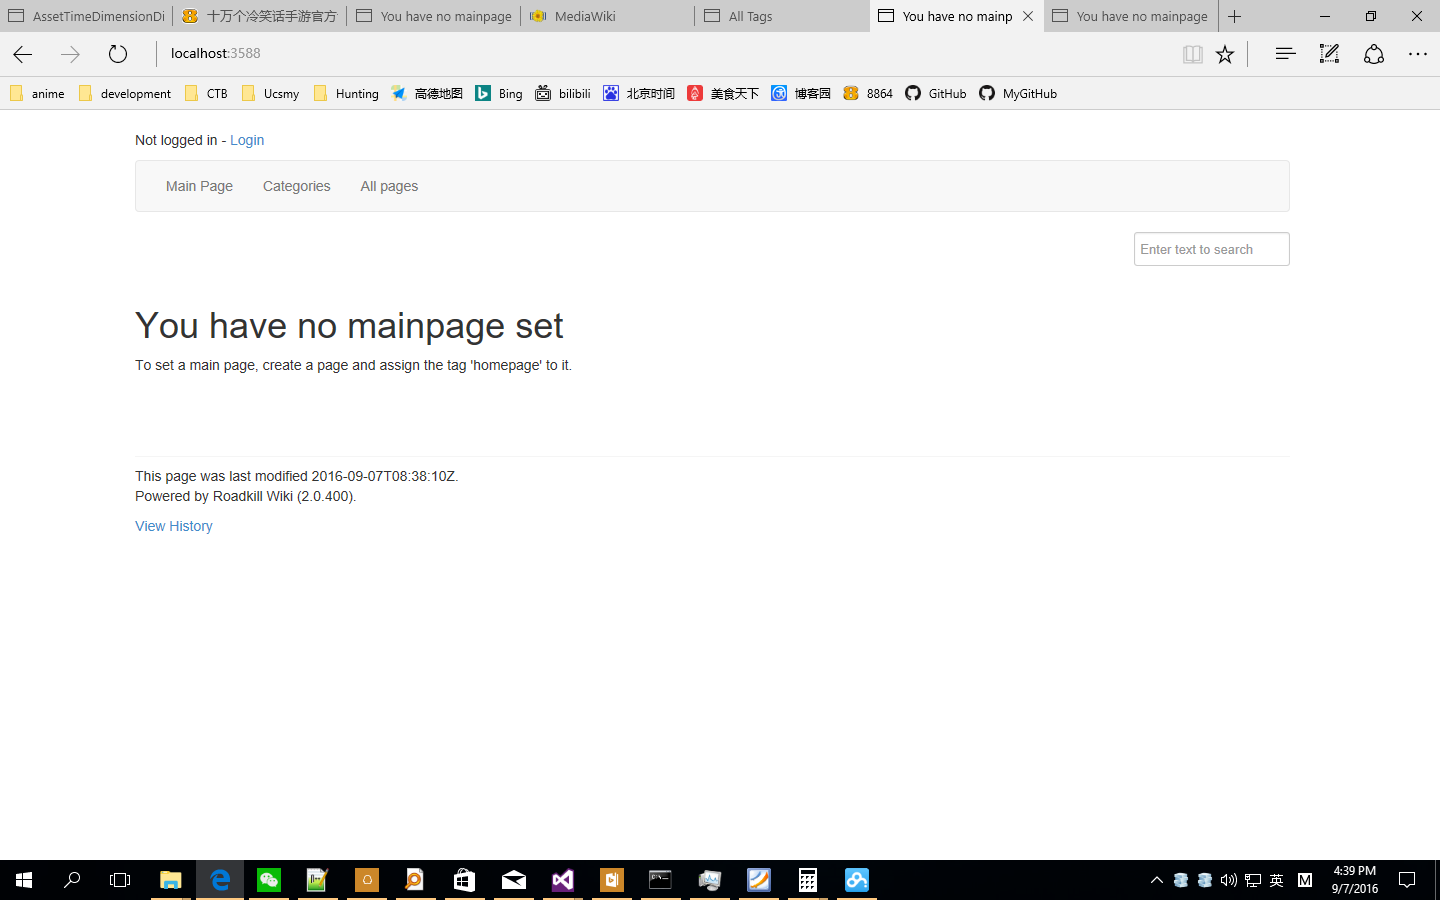 AssetTimeDimensionDi
十万个冷笑话手游官方
You have no mainpage
MediaWiki
All Tags
You have no mainp
You have no mainpage
localhost:3588
anime
development
CTB
Ucsmy
Hunting
高德地图
Bing
bilibili
北京时间
美食天下
博客园
8864
GitHub
MyGitHub
Not logged in - Login
Main Page
Categories
All pages
Enter text to search
You have no mainpage set
To set a main page, create a page and assign the tag 'homepage' to it.
This page was last modified 2016-09-07T08:38:10Z.
Powered by Roadkill Wiki (2.0.400).
View History
英
M
4:39 PM
9/7/2016